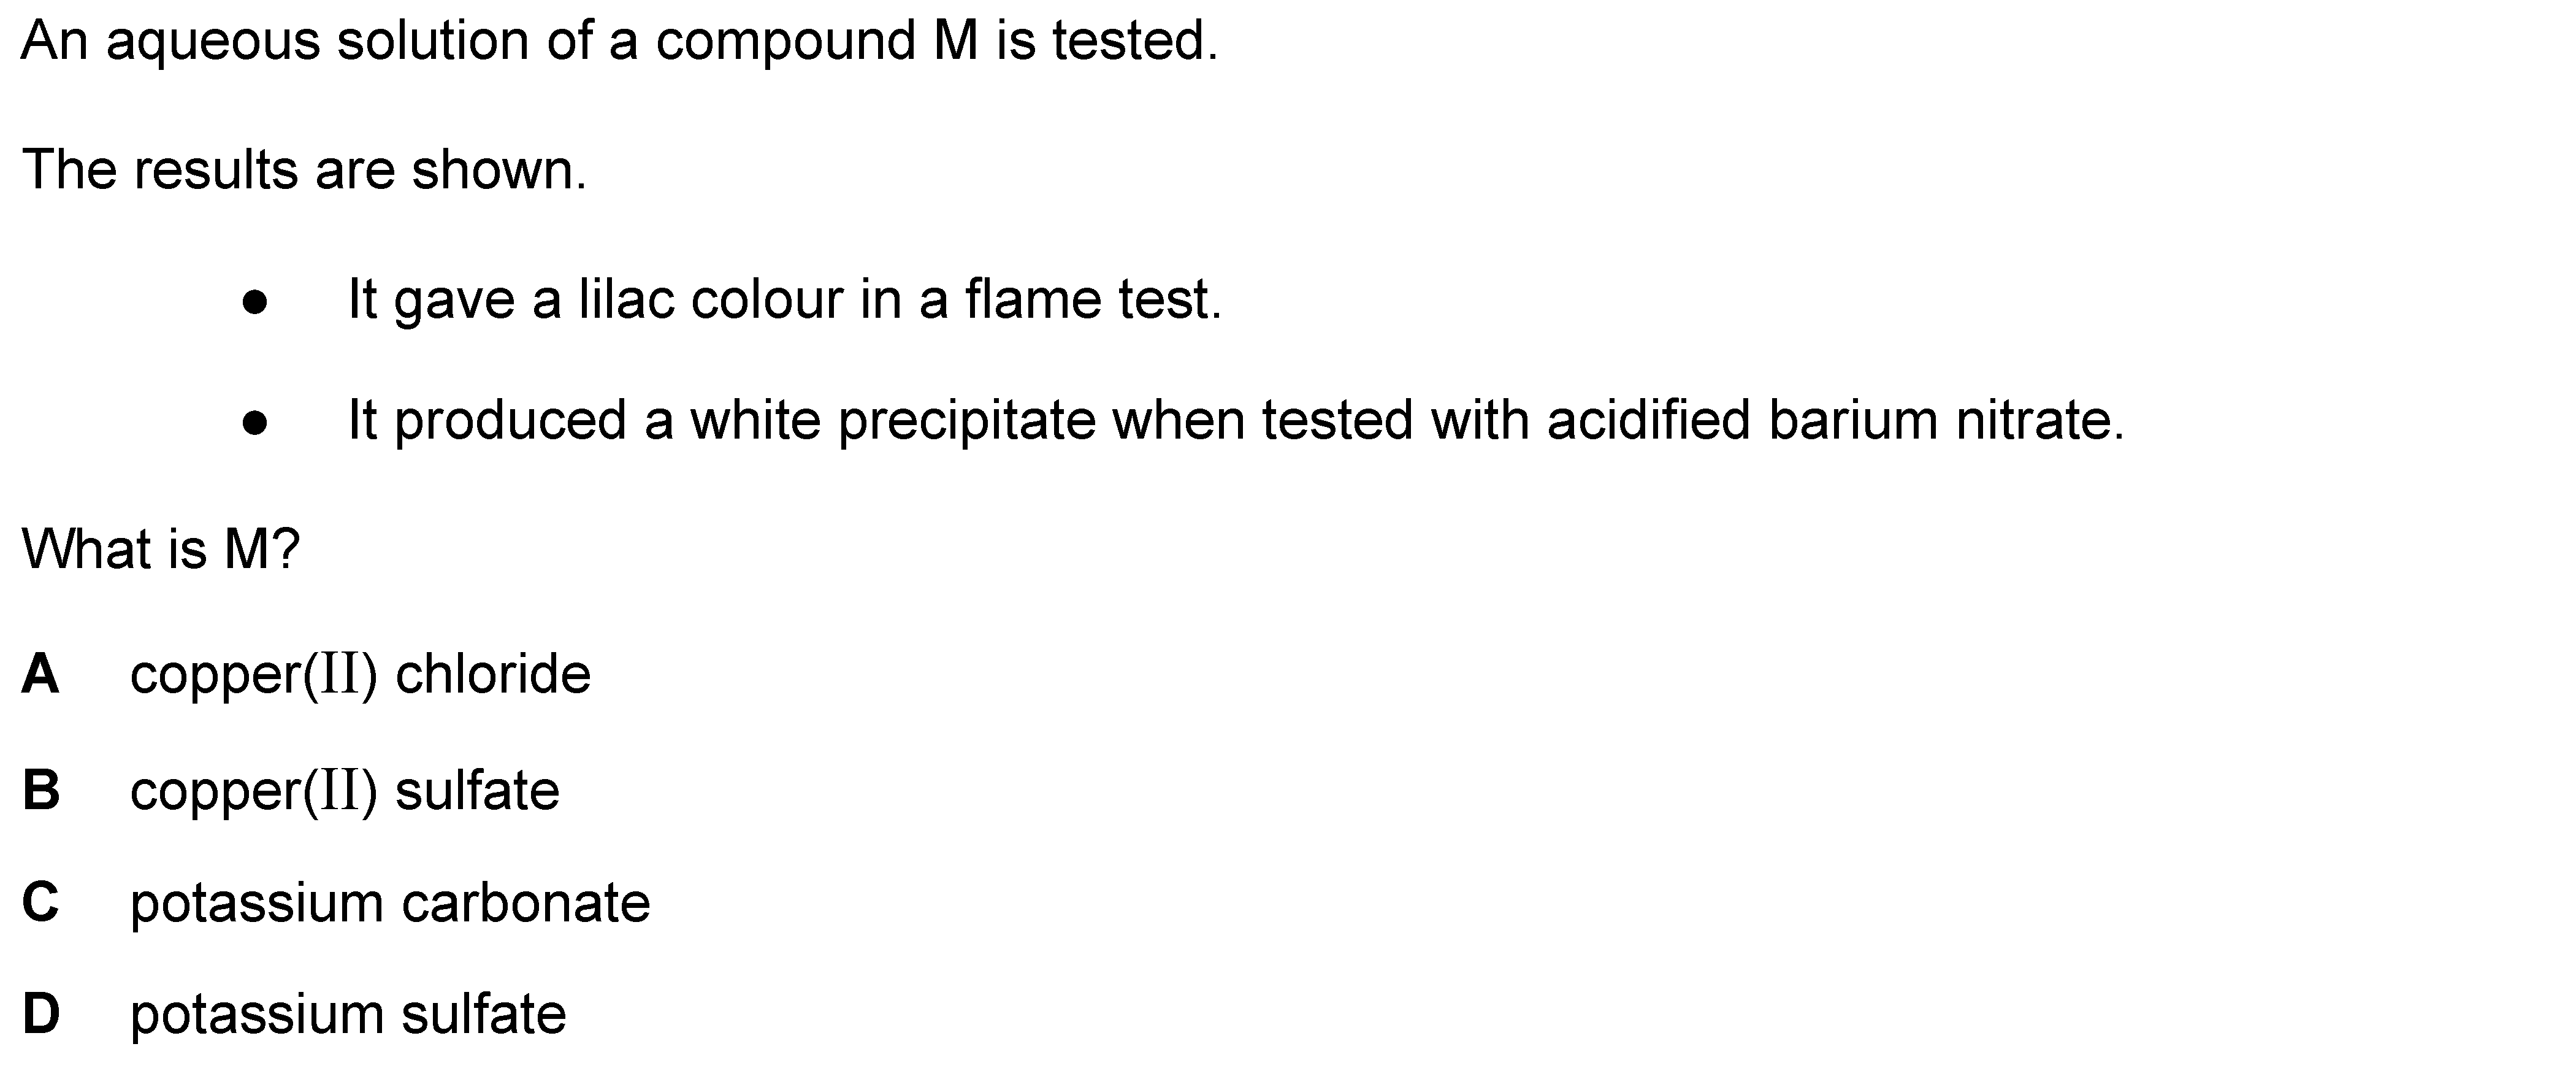 An aqueous solution of a compound M is tested.
The results are shown.
● It gave a lilac colour in a flame test.
● It produced a white precipitate when tested with acidified barium nitrate.
What is M?
A copper(II) chloride
B copper(II) sulfate
C potassium carbonate
D potassium sulfate